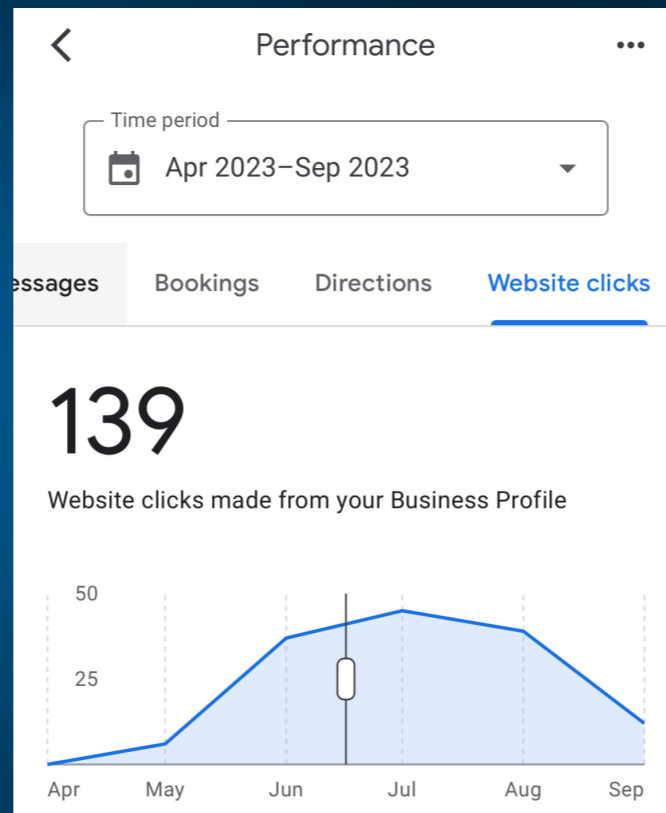 Performance
Time period
Apr 2023–Sep 2023
essages Bookings Directions Website clicks
139
Website clicks made from your Business Profile
50
25
Apr May Jun Jul Aug Sep